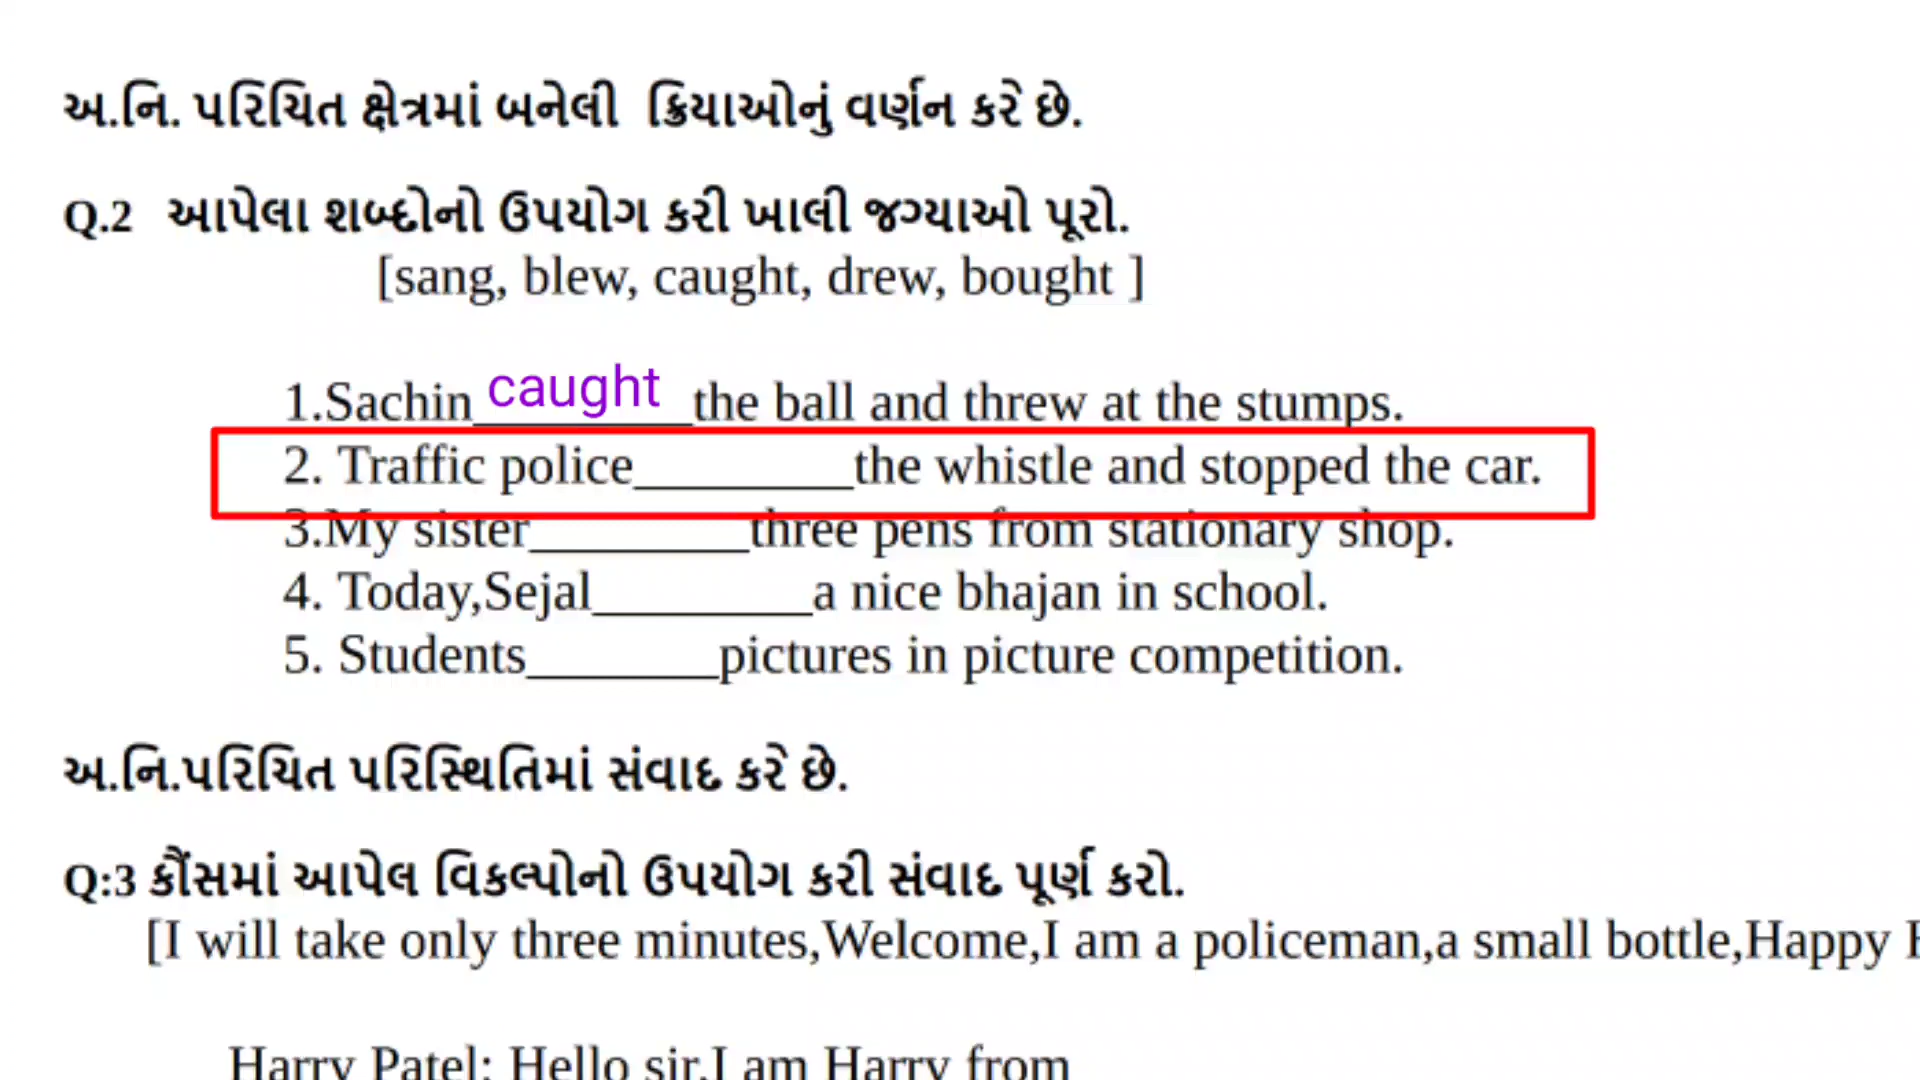 અ.નિ. પરિચિત ક્ષેત્રમાં બનેલી ક્રિયાઓનું વર્ણન કરે છે.
Q.2 આપેલા શબ્દોનો ઉપયોગ કરી ખાલી જગ્યાઓ પૂરો.
[sang, blew, caught, drew, bought ]
1.Sachin caught the ball and threw at the stumps.
2. Traffic police________the whistle and stopped the car.
3.My sister________three pens from stationary shop.
4. Today,Sejal________a nice bhajan in school.
5. Students_______pictures in picture competition.
અ.નિ.પરિચિત પરિસ્થિતિમાં સંવાદ કરે છે.
Q:3 કૌંસમાં આપેલ વિકલ્પોનો ઉપયોગ કરી સંવાદ પૂર્ણ કરો.
[I will take only three minutes,Welcome,I am a policeman,a small bottle,Happy
Harry Patel: Hello sir,I am Harry from